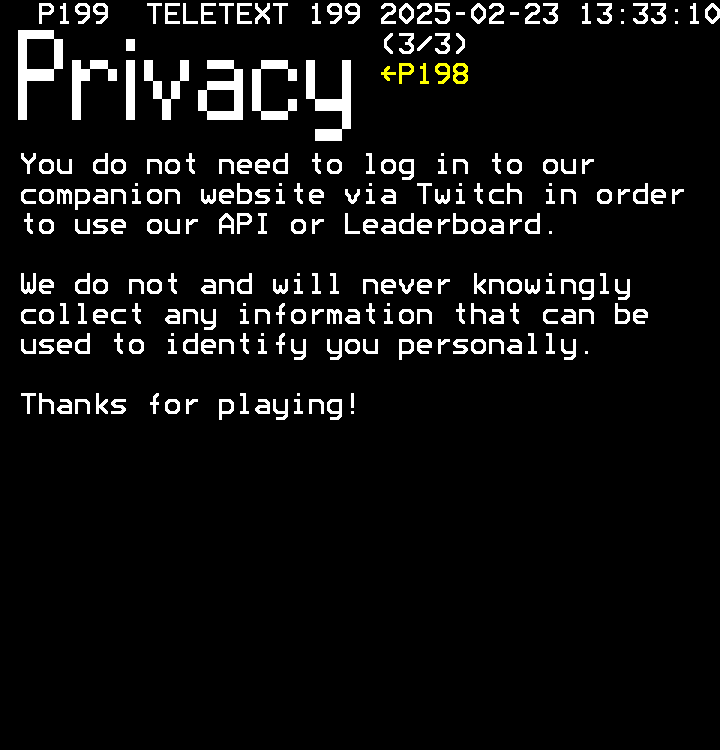 P199 TELETEXT 199 2025-02-23 13:33:10
Privacy
(3/3)
←P198
You do not need to log in to our
companion website via Twitch in order
to use our API or Leaderboard.
We do not and will never knowingly
collect any information that can be
used to identify you personally.
Thanks for playing!